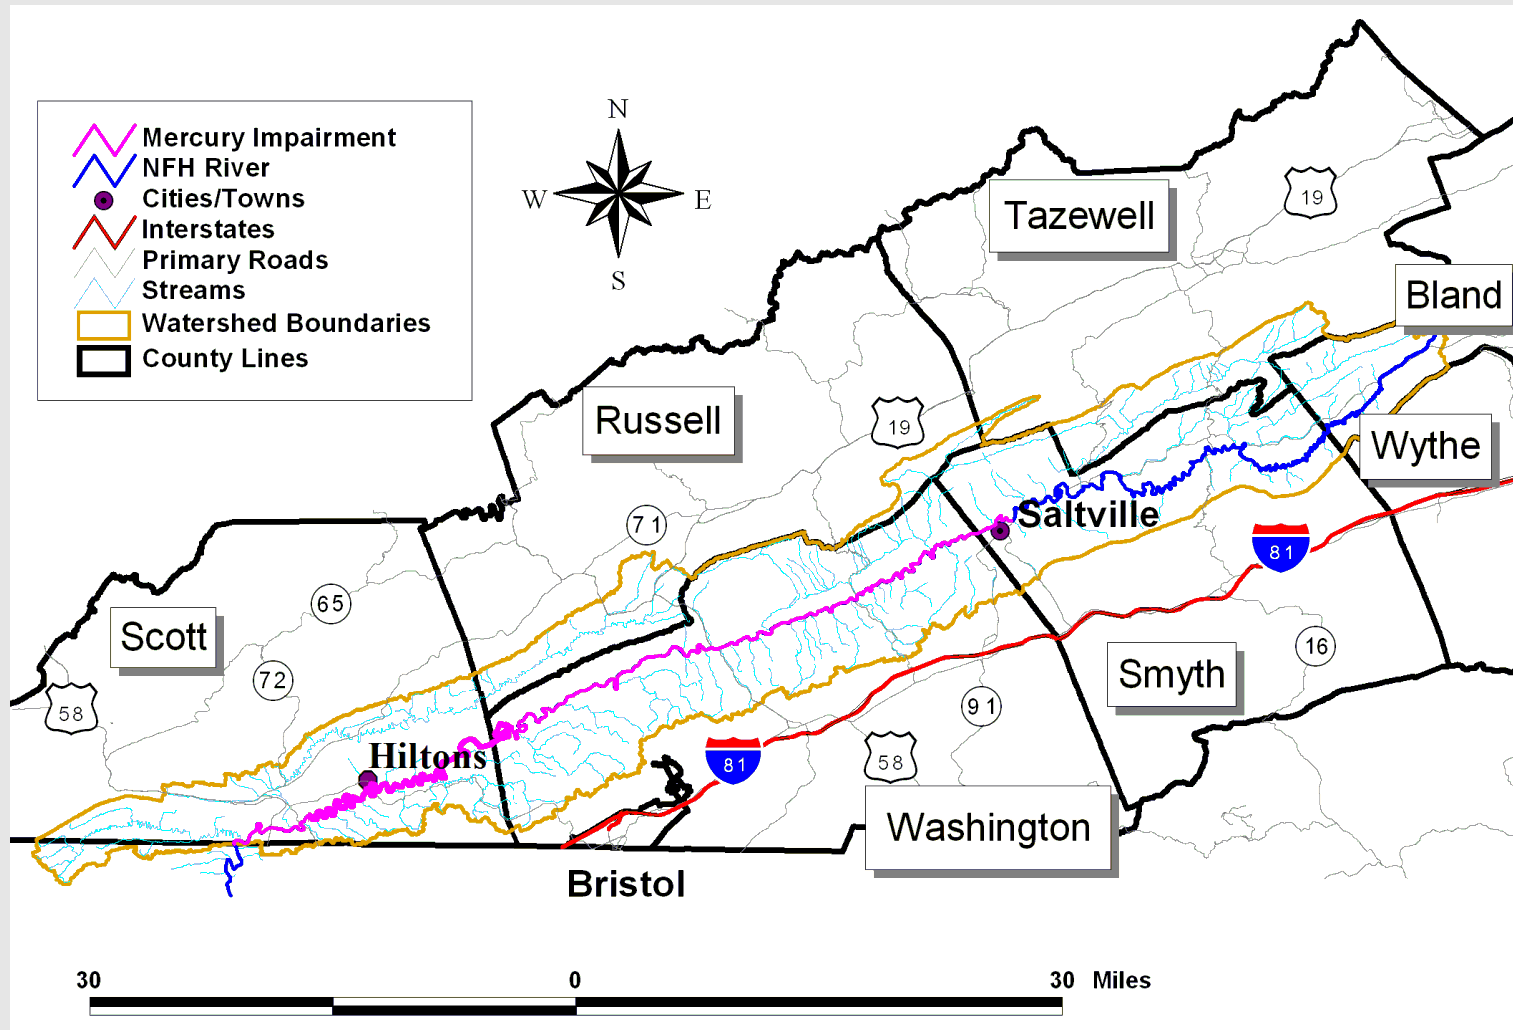 Mercury Impairment
NFH River
Cities/Towns
Interstates
Primary Roads
Streams
Watershed Boundaries
County Lines
N
W E
S
19
Tazewell
Bland
Russell
19
Wythe
71
Saltville
81
65
Scott
16
72
Smyth
58
91
Hiltons
81
58
Washington
Bristol
30 0 30 Miles